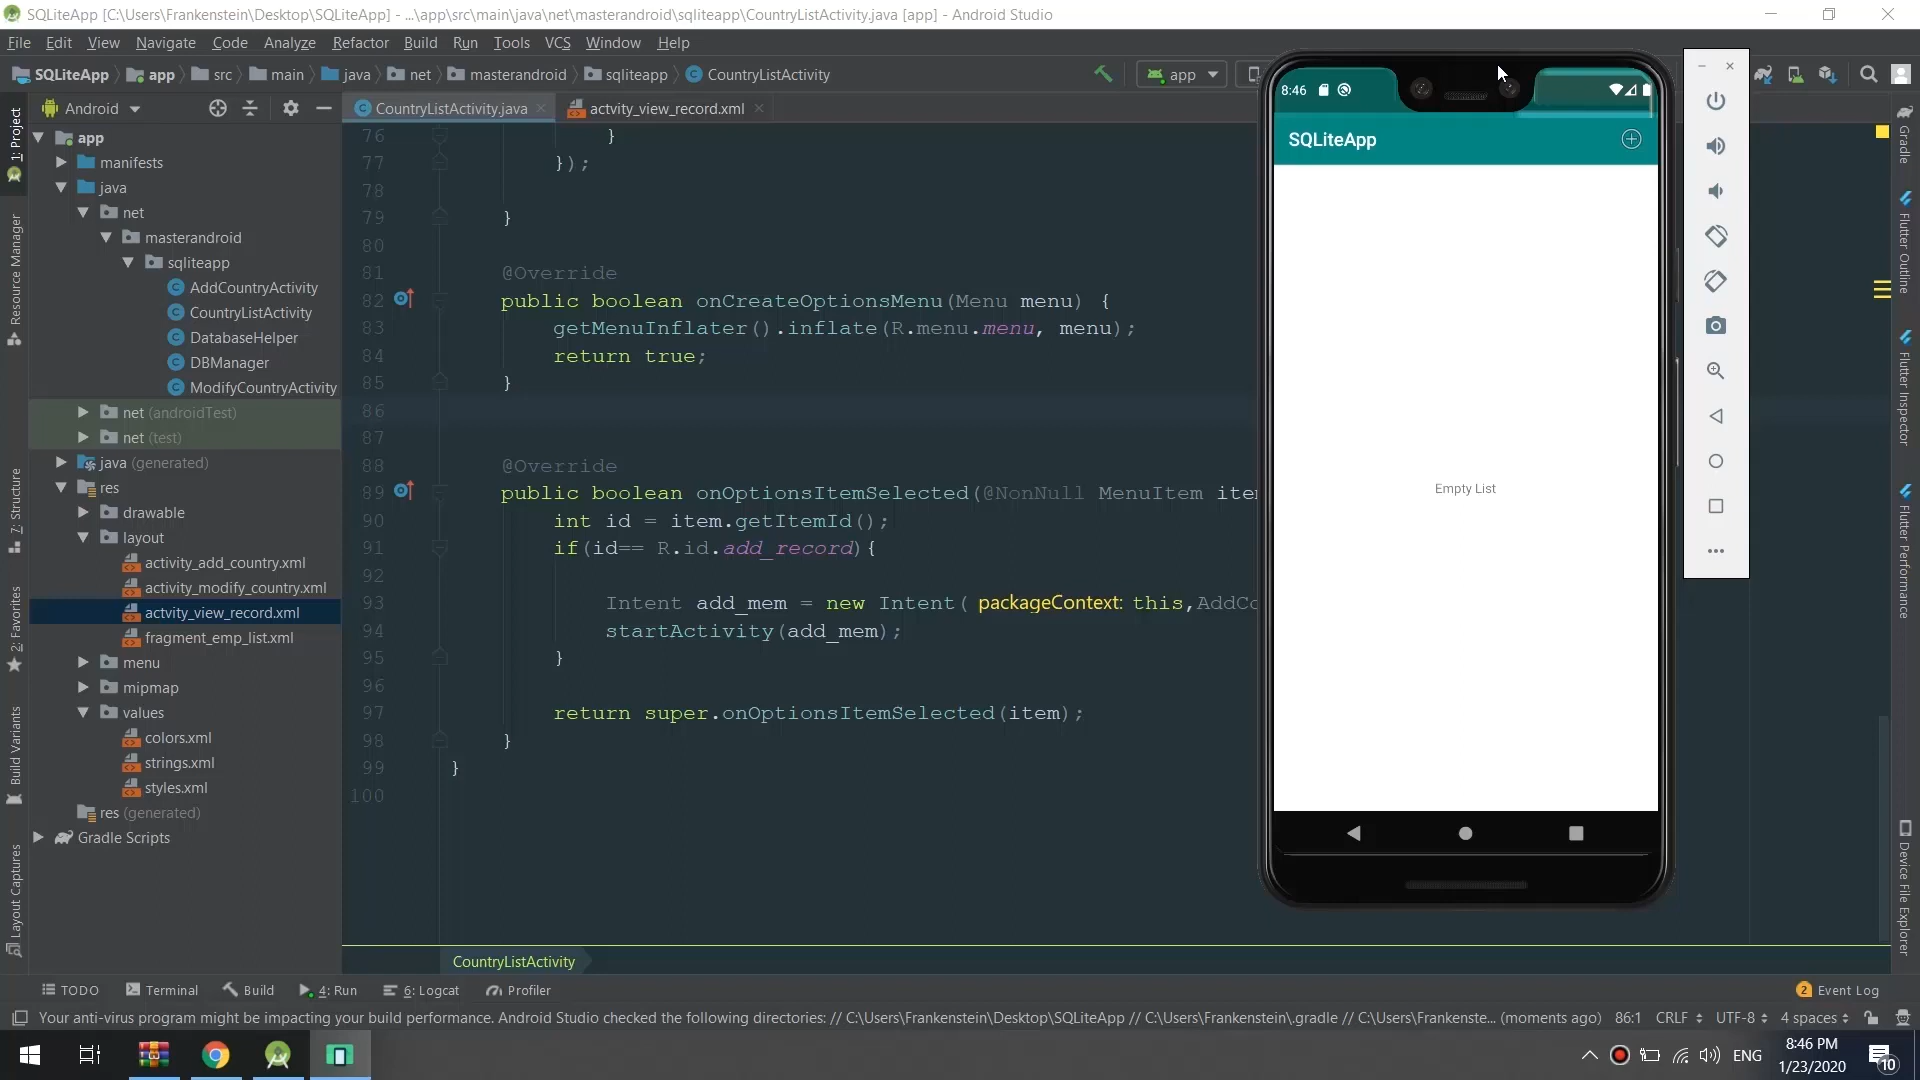 SQLiteApp [C:\Users\Frankenstein\Desktop\SQLiteApp] - ...\app\src\main\java\net\masterandroid\sqliteapp\CountryListActivity.java [app] - Android Studio
File Edit View Navigate Code Analyze Refactor Build Run Tools VCS Window Help
SQLiteApp app src main java net masterandroid sqliteapp CountryListActivity
app
Android
CountryListActivity.java
actvity_view_record.xml
1: Project
Resource Manager
7: Structure
2: Favorites
Build Variants
Layout Captures
app
manifests
java
net
masterandroid
sqliteapp
AddCountryActivity
CountryListActivity
DatabaseHelper
DBManager
ModifyCountryActivity
net (androidTest)
net (test)
java (generated)
res
drawable
layout
activity_add_country.xml
activity_modify_country.xml
actvity_view_record.xml
fragment_emp_list.xml
menu
mipmap
values
colors.xml
strings.xml
styles.xml
res (generated)
Gradle Scripts
76 }
77 });
78
79 }
80
81 @Override
82 public boolean onCreateOptionsMenu(Menu menu) {
83 getMenuInflater().inflate(R.menu.menu, menu);
84 return true;
85 }
86
87
88 @Override
89 public boolean onOptionsItemSelected(@NonNull MenuItem item
90 int id = item.getItemId();
91 if(id== R.id.add_record){
92
93 Intent add_mem = new Intent( packageContext: this,AddCo
94 startActivity(add_mem);
95 }
96
97 return super.onOptionsItemSelected(item);
98 }
99 }
100
CountryListActivity
8:46
SQLiteApp
Empty List
Gradle
Flutter Outline
Flutter Inspector
Flutter Performance
Device File Explorer
TODO Terminal Build 4: Run 6: Logcat Profiler
2 Event Log
Your anti-virus program might be impacting your build performance. Android Studio checked the following directories: // C:\Users\Frankenstein\Desktop\SQLiteApp // C:\Users\Frankenstein\.gradle // C:\Users\Frankenste... (moments ago) 86:1 CRLF UTF-8 4 spaces
ENG
8:46 PM
1/23/2020
10